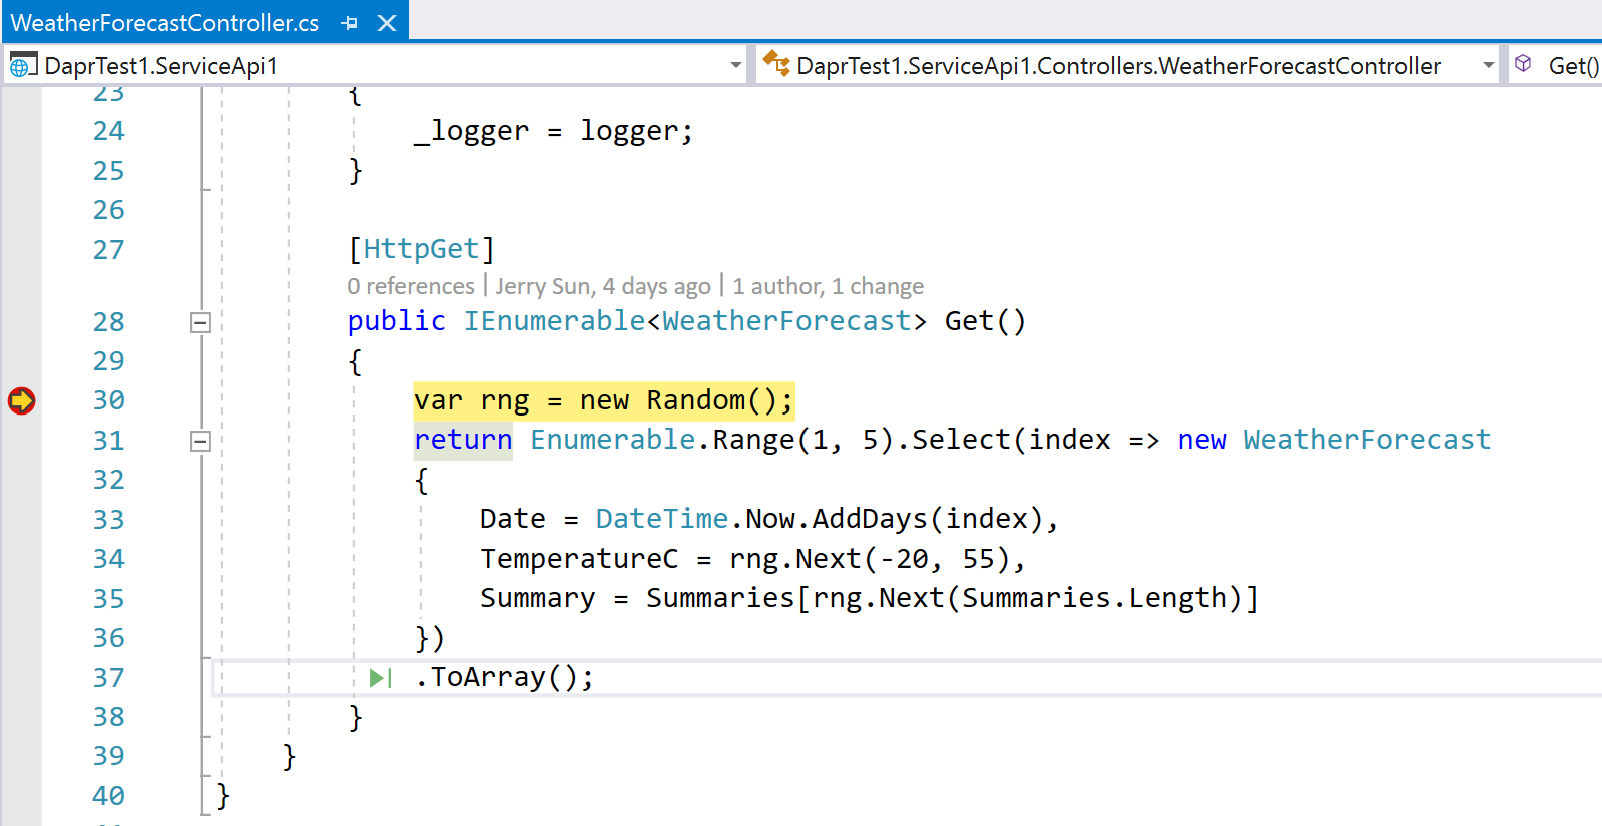 WeatherForecastController.cs
DaprTest1.ServiceApi1 DaprTest1.ServiceApi1.Controllers.WeatherForecastController Get()
23 {
24 _logger = logger;
25 }
26
27 [HttpGet]
0 references | Jerry Sun, 4 days ago | 1 author, 1 change
28 public IEnumerable<WeatherForecast> Get()
29 {
30 var rng = new Random();
31 return Enumerable.Range(1, 5).Select(index => new WeatherForecast
32 {
33 Date = DateTime.Now.AddDays(index),
34 TemperatureC = rng.Next(-20, 55),
35 Summary = Summaries[rng.Next(Summaries.Length)]
36 })
37 .ToArray();
38 }
39 }
40 }